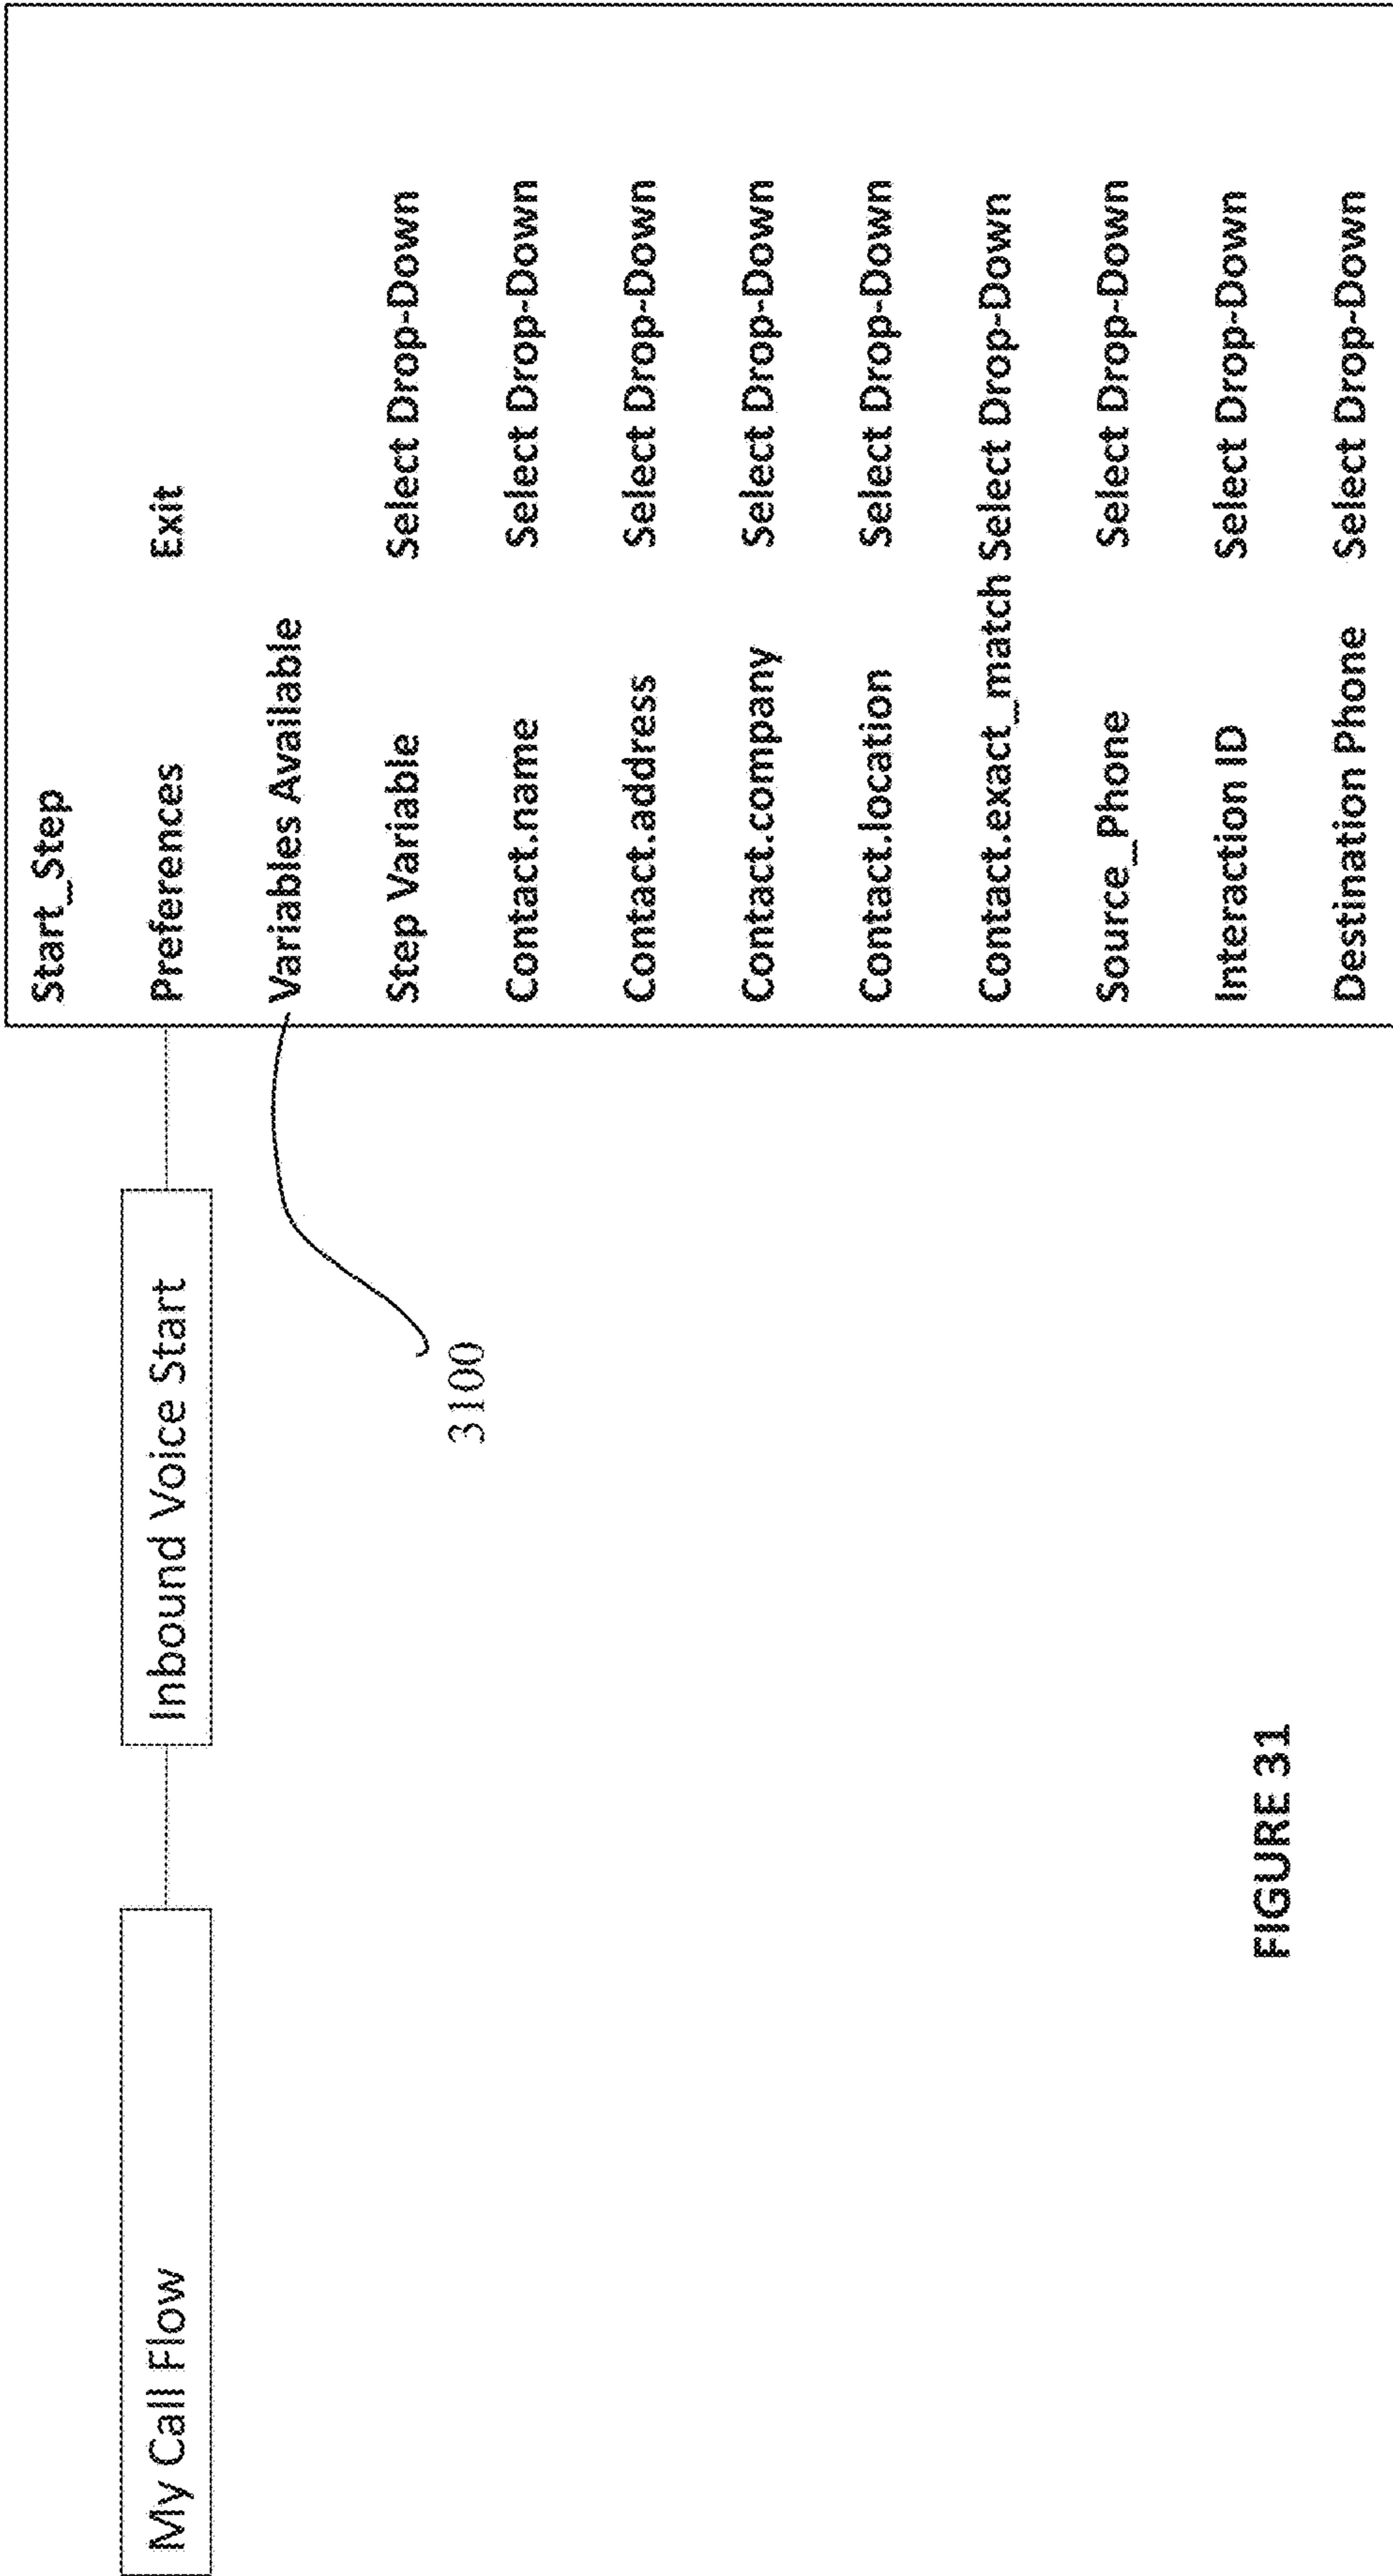 My Call Flow
Inbound Voice Start
Start_Step
Preferences Exit
Variables Available
Step Variable Select Drop-Down
Contact.name Select Drop-Down
Contact.address Select Drop-Down
Contact.company Select Drop-Down
Contact.location Select Drop-Down
Contact.exact_match Select Drop-Down
Source_Phone Select Drop-Down
Interaction ID Select Drop-Down
Destination Phone Select Drop-Down
3100
FIGURE 31